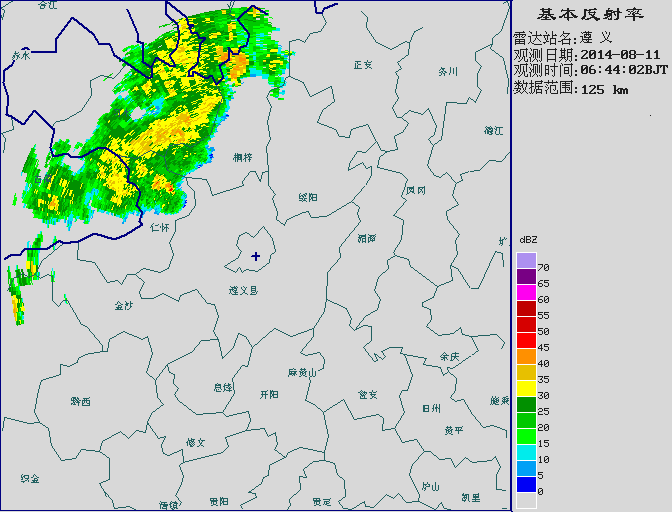 基本反射率
雷达站名:遵 义
观测日期:2014-08-11
观测时间:06:44:02BJT
数据范围:125 km
合江
赤水
正安
务川
桐梓
绥阳
凤冈
仁怀
湄潭
遵义县
金沙
余庆
息烽
麻黄山
开阳
瓮安
黔西
旧州
黄平
施秉
修文
织金
清镇
贵阳
贵定
炉山
凯里
dBZ
70
65
60
55
50
45
40
35
30
25
20
15
10
5
0